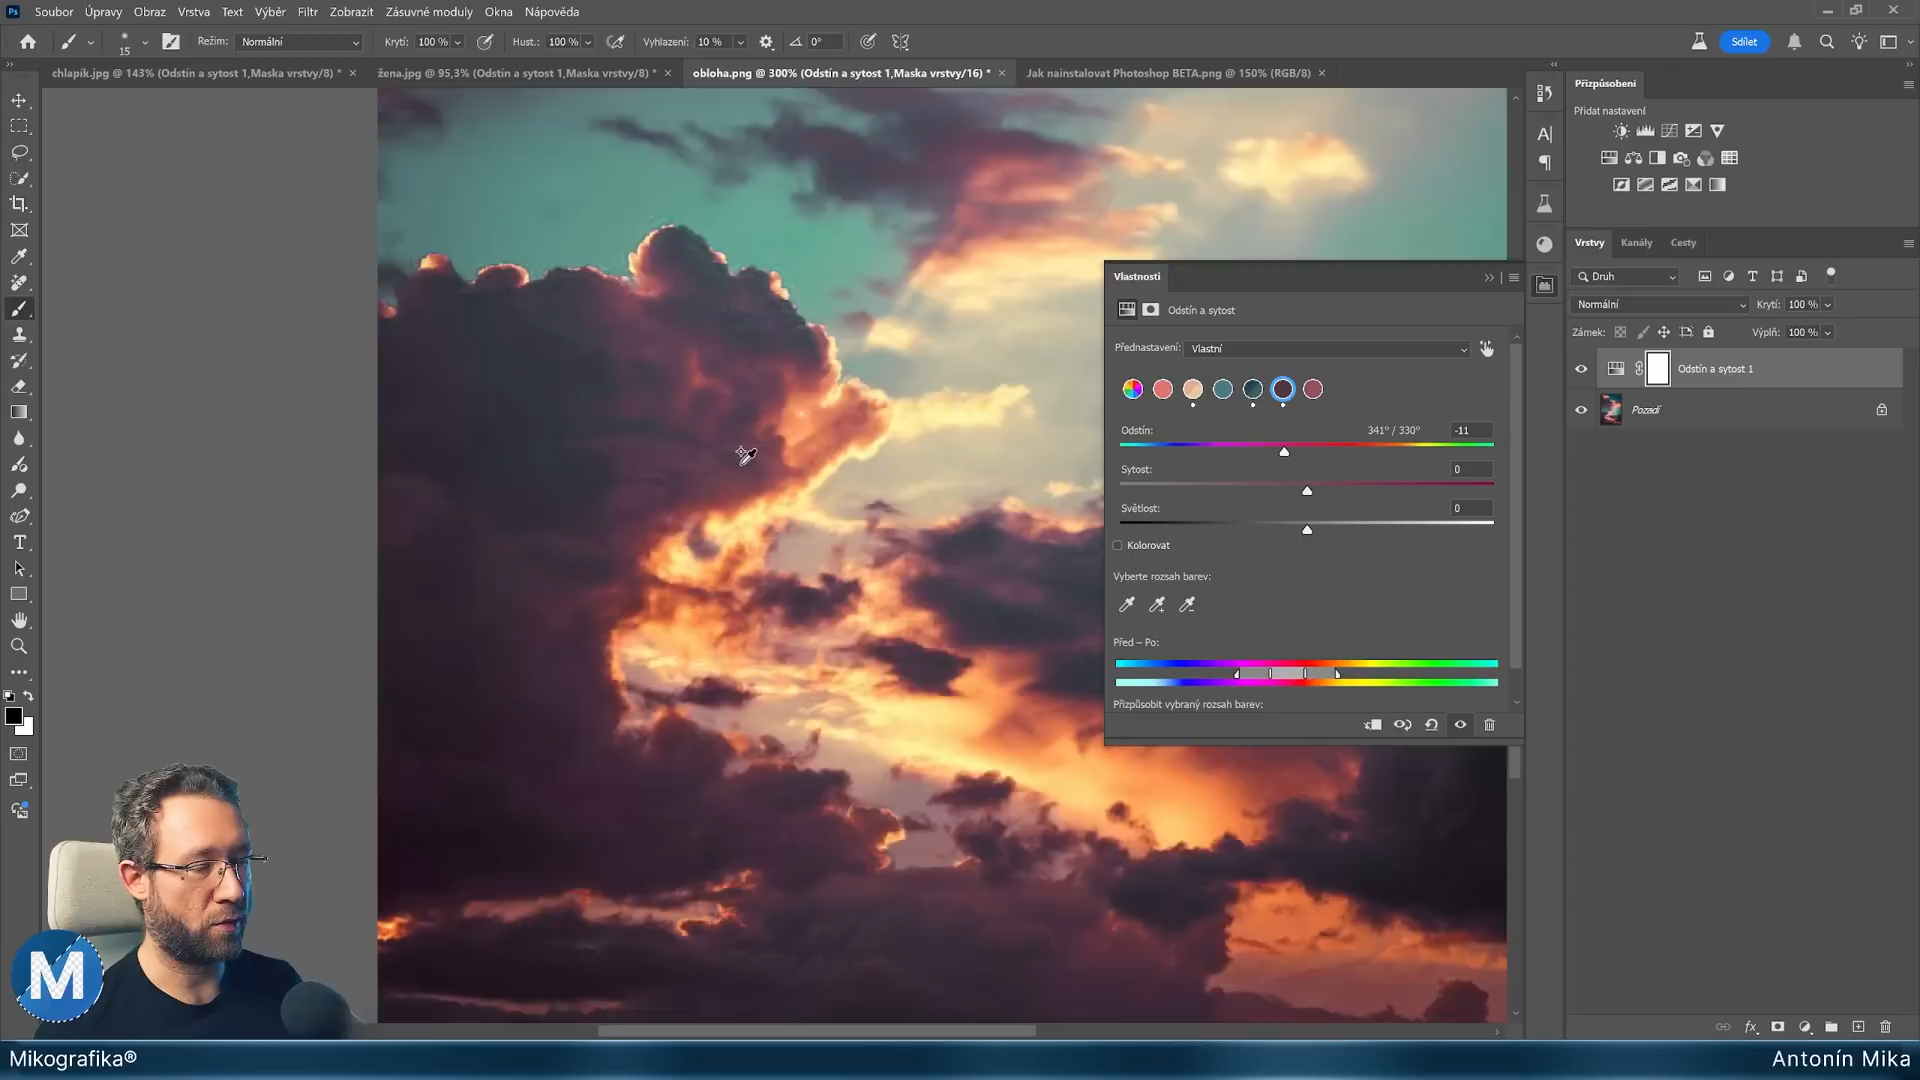 Ps Soubor Úpravy Obraz Vrstva Text Výběr Filtr Zobrazit Zásuvné moduly Okna Nápověda
15 Režim: Normální Krytí: 100 % Hust.: 100 % Vyhlazení: 10 % 0° Sdílet
chlapík.jpg @ 143% (Odstín a sytost 1,Maska vrstvy/8) * žena.jpg @ 95,3% (Odstín a sytost 1,Maska vrstvy/8) * obloha.png @ 300% (Odstín a sytost 1,Maska vrstvy/16) * Jak nainstalovat Photoshop BETA.png @ 150% (RGB/8)
Přizpůsobení
Přidat nastavení
Vrstvy Kanály Cesty
Druh
Normální Krytí: 100 %
Zámek: Výplň: 100 %
Odstín a sytost 1
Pozadí
Vlastnosti
Odstín a sytost
Přednastavení: Vlastní
Odstín: 341° / 330° -11
Sytost: 0
Světlost: 0
Kolorovat
Vyberte rozsah barev:
Před – Po:
Přizpůsobit vybraný rozsah barev:
M
Mikografika® Antonín Mika